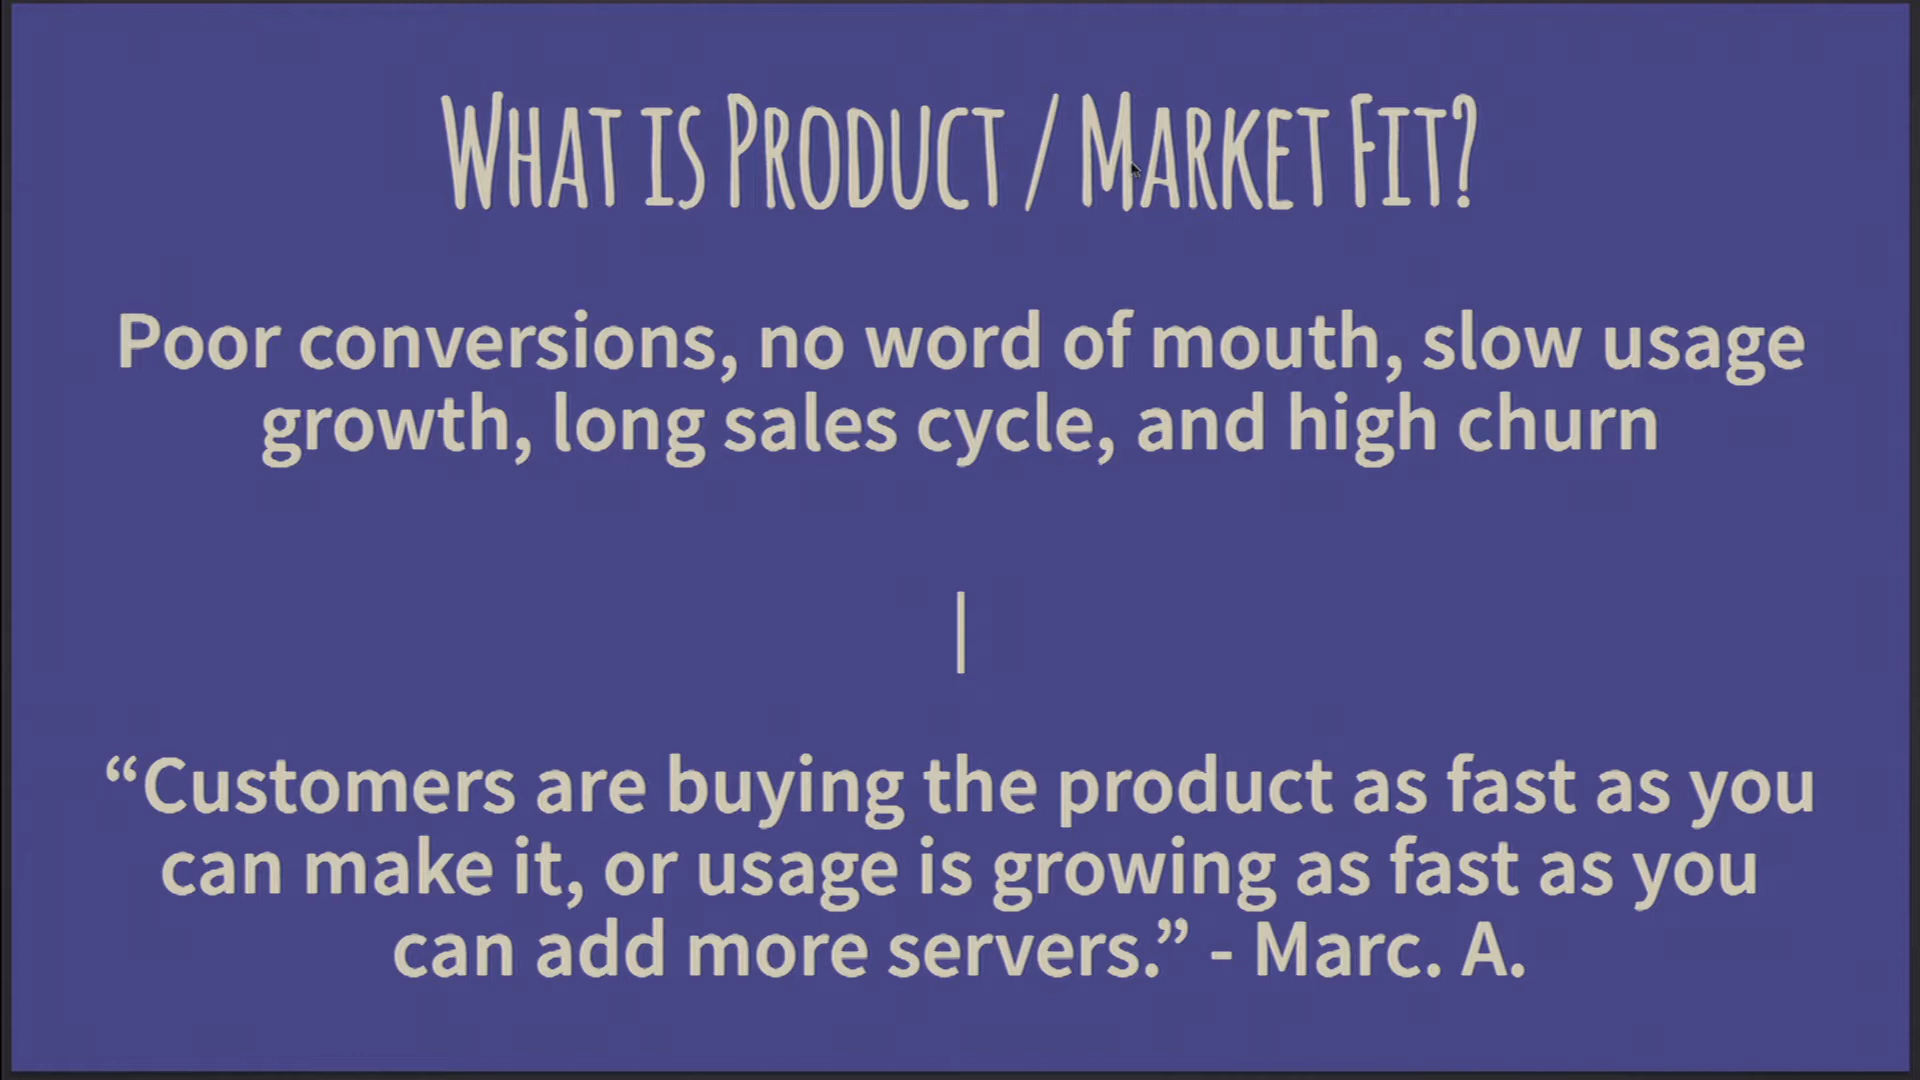 What is Product / Market Fit?
Poor conversions, no word of mouth, slow usage
growth, long sales cycle, and high churn
|
“Customers are buying the product as fast as you
can make it, or usage is growing as fast as you
can add more servers.” - Marc. A.